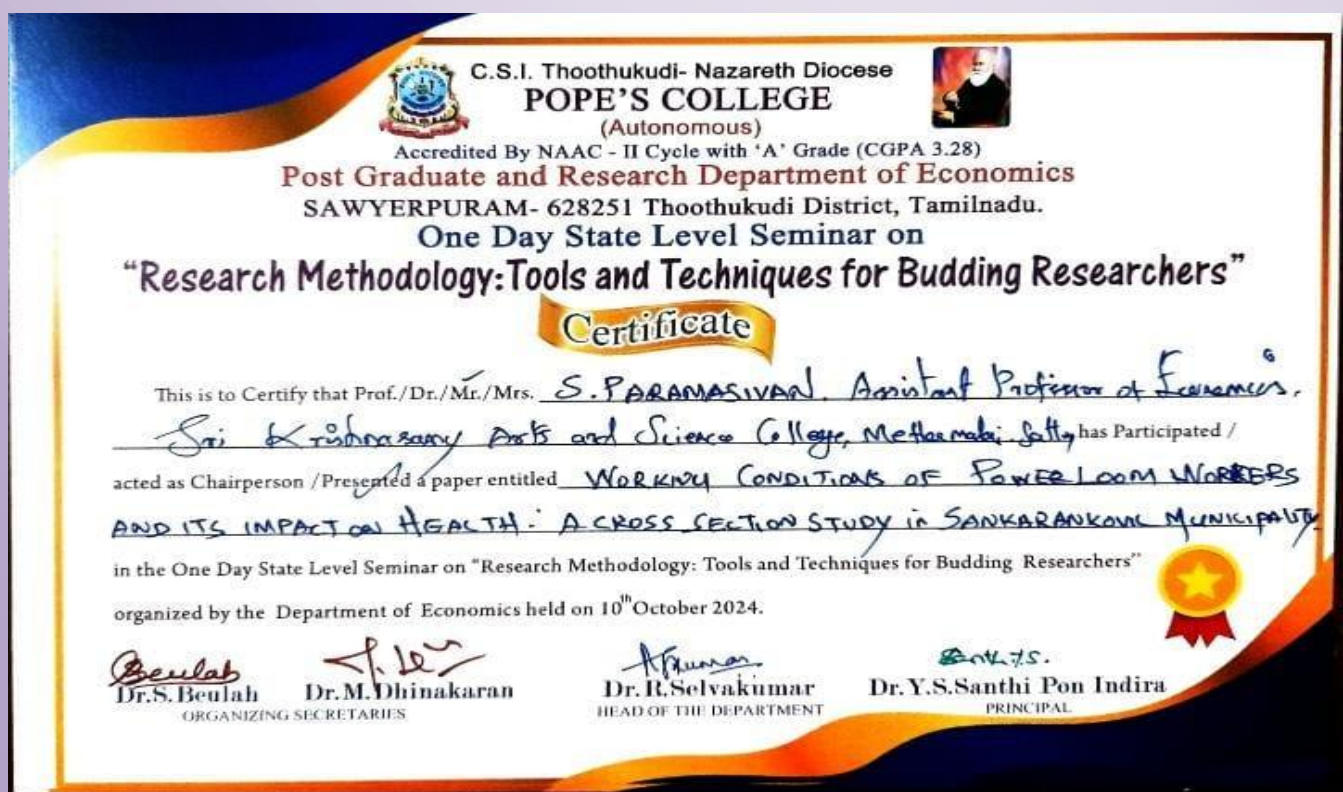 C.S.I. Thoothukudi- Nazareth Diocese
POPE'S COLLEGE
(Autonomous)
Accredited By NAAC - II Cycle with 'A' Grade (CGPA 3.28)
Post Graduate and Research Department of Economics
SAWYERPURAM- 628251 Thoothukudi District, Tamilnadu.
One Day State Level Seminar on
"Research Methodology:Tools and Techniques for Budding Researchers"
Certificate
This is to Certify that Prof./Dr./Mr./Mrs. S. PARAMASIVAN. Assistant Professor of Economics,
Sri Krishnasamy Arts and Science College, has Participated /
acted as Chairperson /Presented a paper entitled WORKING CONDITIONS OF POWERLOOM WORKERS
AND ITS IMPACT ON HEALTH: A CROSS SECTION STUDY in SANKARANKOVIL MUNICIPALITY
in the One Day State Level Seminar on "Research Methodology: Tools and Techniques for Budding Researchers"
organized by the Department of Economics held on 10th October 2024.
Beulah
Dr.S.Beulah Dr.M.Dhinakaran Dr.R.Selvakumar Dr.Y.S.Santhi Pon Indira
ORGANIZING SECRETARIES HEAD OF THE DEPARTMENT PRINCIPAL